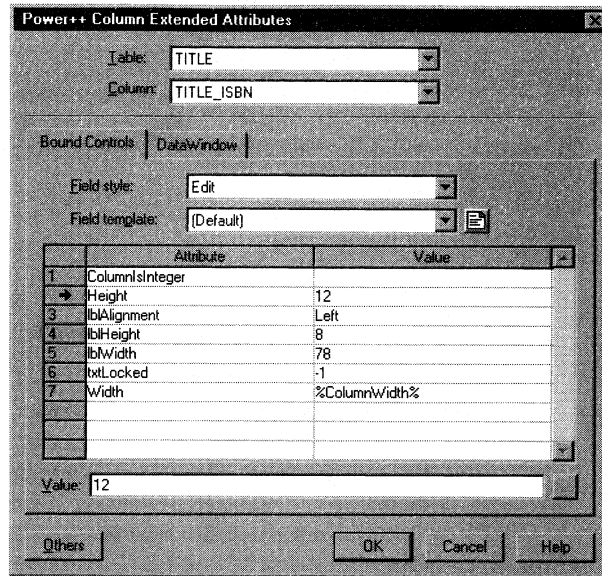 Power++ Column Extended Attributes
Table: TITLE
Column: TITLE_ISBN
Bound Controls DataWindow
Field style: Edit
Field template: (Default)
Attribute Value
1 ColumnIsInteger
Height 12
3 lblAlignment Left
4 lblHeight 8
5 lblWidth 78
6 txtLocked -1
7 Width %ColumnWidth%
Value: 12
Others OK Cancel Help